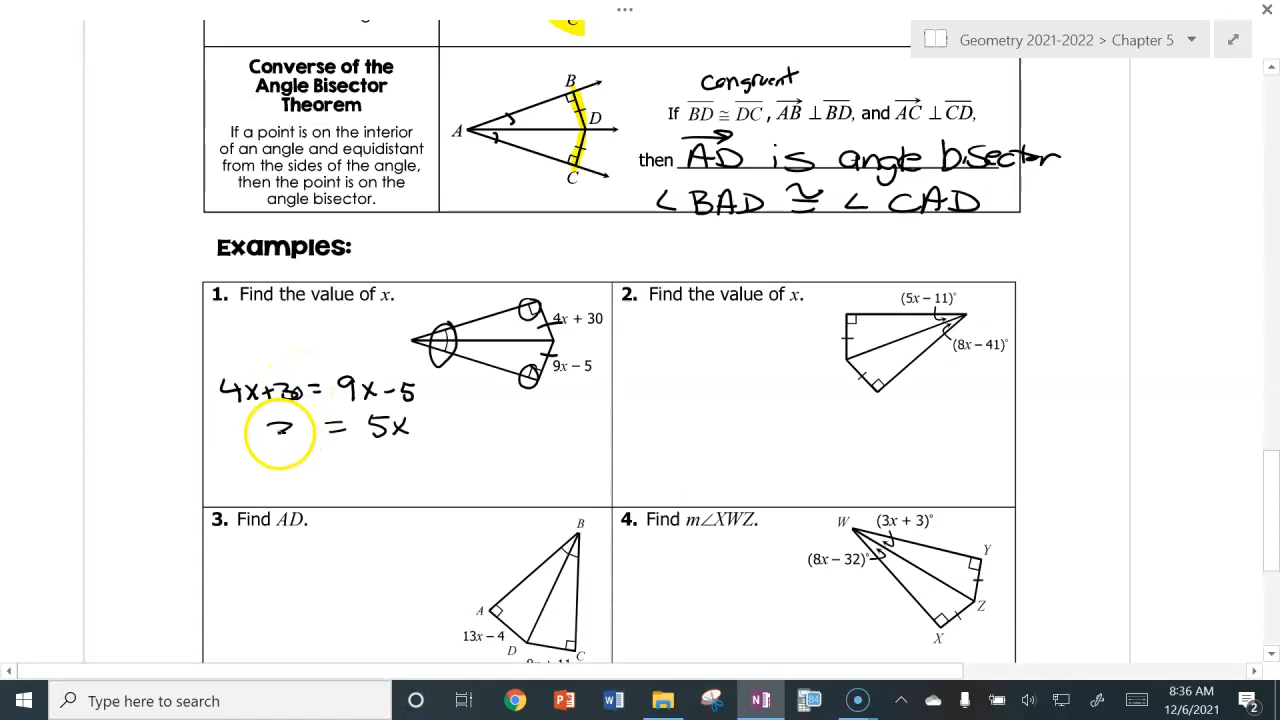 Geometry 2021-2022 > Chapter 5
C
Converse of the
Angle Bisector
Theorem
If a point is on the interior
of an angle and equidistant
from the sides of the angle,
then the point is on the
angle bisector.
B
D
A
C
congruent
If BD ≅ DC, AB ⊥ BD, and AC ⊥ CD,
then AD is angle bisector
∠ BAD ≅ ∠ CAD
Examples:
1. Find the value of x.
4x + 30
9x – 5
4x+30 = 9x-5
= 5x
2. Find the value of x.
(5x – 11)°
(8x – 41)°
3. Find AD.
B
A
13x – 4
D
C
4. Find m∠XWZ.
W
(3x + 3)°
Y
(8x – 32)°
Z
X
Type here to search
8:36 AM
12/6/2021
2